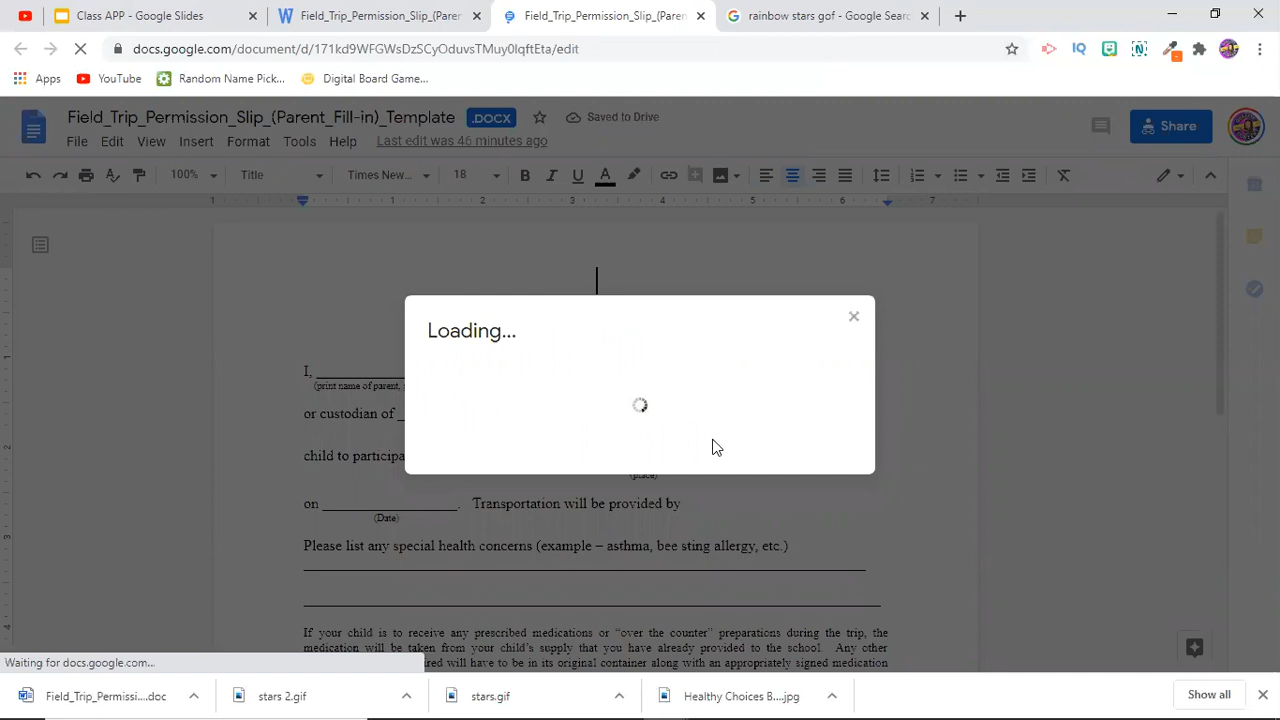 Class APP - Google Slides
Field_Trip_Permission_Slip_(Paren
Field_Trip_Permission_Slip_(Paren
rainbow stars gof - Google Searc
docs.google.com/document/d/171kd9WFGWsDzSCyOduvsTMuy0IqftEta/edit
Apps
YouTube
Random Name Pick...
Digital Board Game...
Field_Trip_Permission_Slip_(Parent_Fill-in)_Template
.DOCX
Saved to Drive
File Edit View Insert Format Tools Help
Last edit was 46 minutes ago
Share
100%
Title
Times New...
18
Loading...
I,
(print name of parent,
or custodian of
child to participa
(place)
on . Transportation will be provided by
(Date)
Please list any special health concerns (example – asthma, bee sting allergy, etc.)
If your child is to receive any prescribed medications or “over the counter” preparations during the trip, the
medication will be taken from your child’s supply that you have already provided to the school. Any other
ured will have to be in its original container along with an appropriately signed medication
Waiting for docs.google.com...
Field_Trip_Permissi....doc
stars 2.gif
stars.gif
Healthy Choices B....jpg
Show all